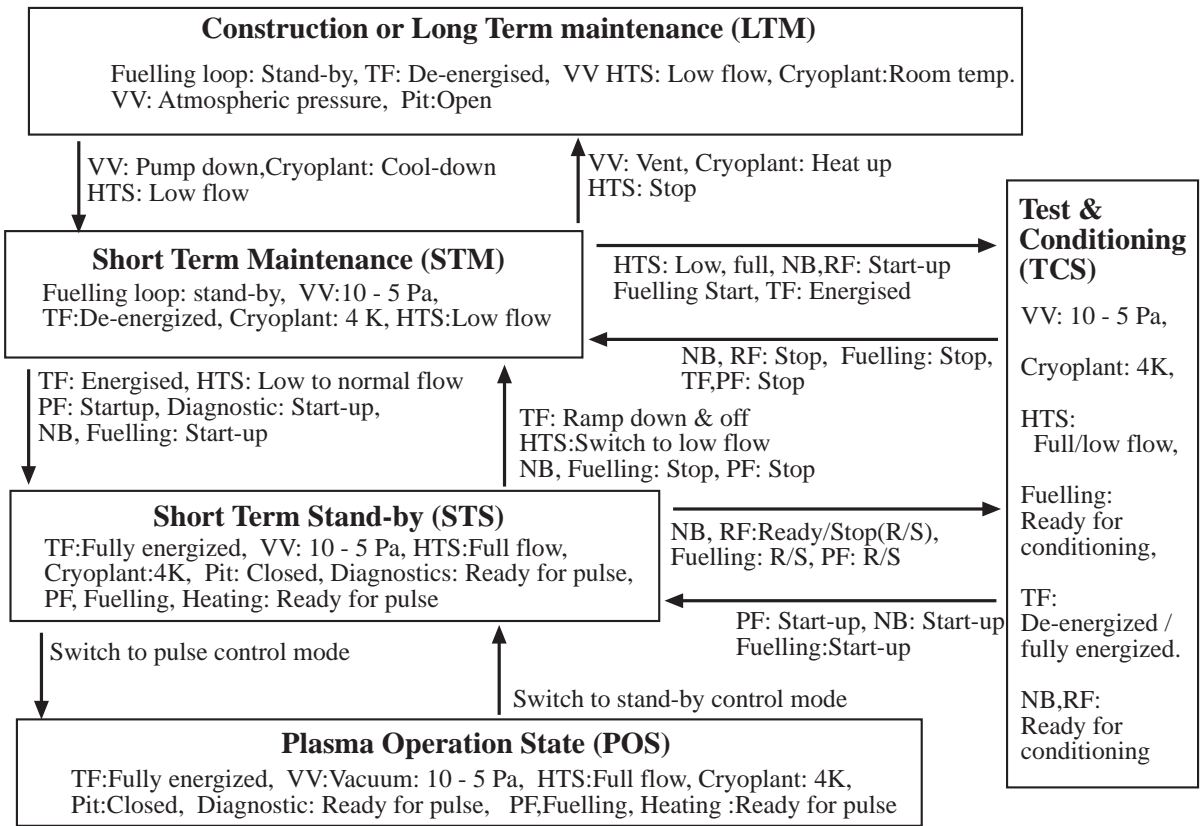 Construction or Long Term maintenance (LTM)
Fuelling loop: Stand-by, TF: De-energised, VV HTS: Low flow, Cryoplant:Room temp.
VV: Atmospheric pressure, Pit:Open
VV: Pump down,Cryoplant: Cool-down
HTS: Low flow
VV: Vent, Cryoplant: Heat up
HTS: Stop
Short Term Maintenance (STM)
Fuelling loop: stand-by, VV:10 - 5 Pa,
TF:De-energized, Cryoplant: 4 K, HTS:Low flow
HTS: Low, full, NB,RF: Start-up
Fuelling Start, TF: Energised
NB, RF: Stop, Fuelling: Stop,
TF,PF: Stop
TF: Energised, HTS: Low to normal flow
PF: Startup, Diagnostic: Start-up,
NB, Fuelling: Start-up
TF: Ramp down & off
HTS:Switch to low flow
NB, Fuelling: Stop, PF: Stop
Short Term Stand-by (STS)
TF:Fully energized, VV: 10 - 5 Pa, HTS:Full flow,
Cryoplant:4K, Pit: Closed, Diagnostics: Ready for pulse,
PF, Fuelling, Heating: Ready for pulse
NB, RF:Ready/Stop(R/S),
Fuelling: R/S, PF: R/S
PF: Start-up, NB: Start-up
Fuelling:Start-up
Switch to pulse control mode
Switch to stand-by control mode
Plasma Operation State (POS)
TF:Fully energized, VV:Vacuum: 10 - 5 Pa, HTS:Full flow, Cryoplant: 4K,
Pit:Closed, Diagnostic: Ready for pulse, PF,Fuelling, Heating :Ready for pulse
Test &
Conditioning
(TCS)
VV: 10 - 5 Pa,
Cryoplant: 4K,
HTS:
Full/low flow,
Fuelling:
Ready for
conditioning,
TF:
De-energized /
fully energized.
NB,RF:
Ready for
conditioning